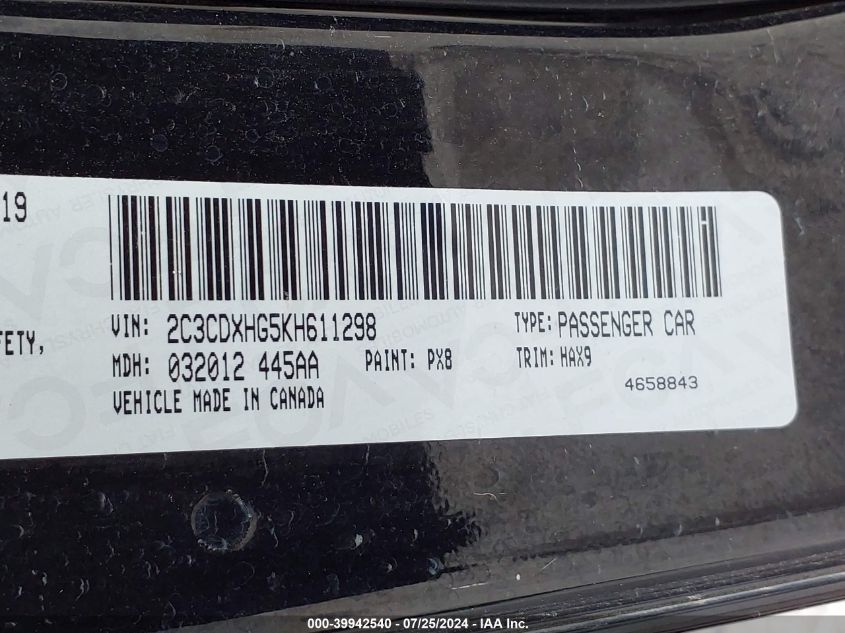 19
FETY,
VIN: 2C3CDXHG5KH611298 TYPE: PASSENGER CAR
MDH: 032012 445AA PAINT: PX8 TRIM: HAX9
VEHICLE MADE IN CANADA 4658843
000-39942540 - 07/25/2024 - IAA Inc.